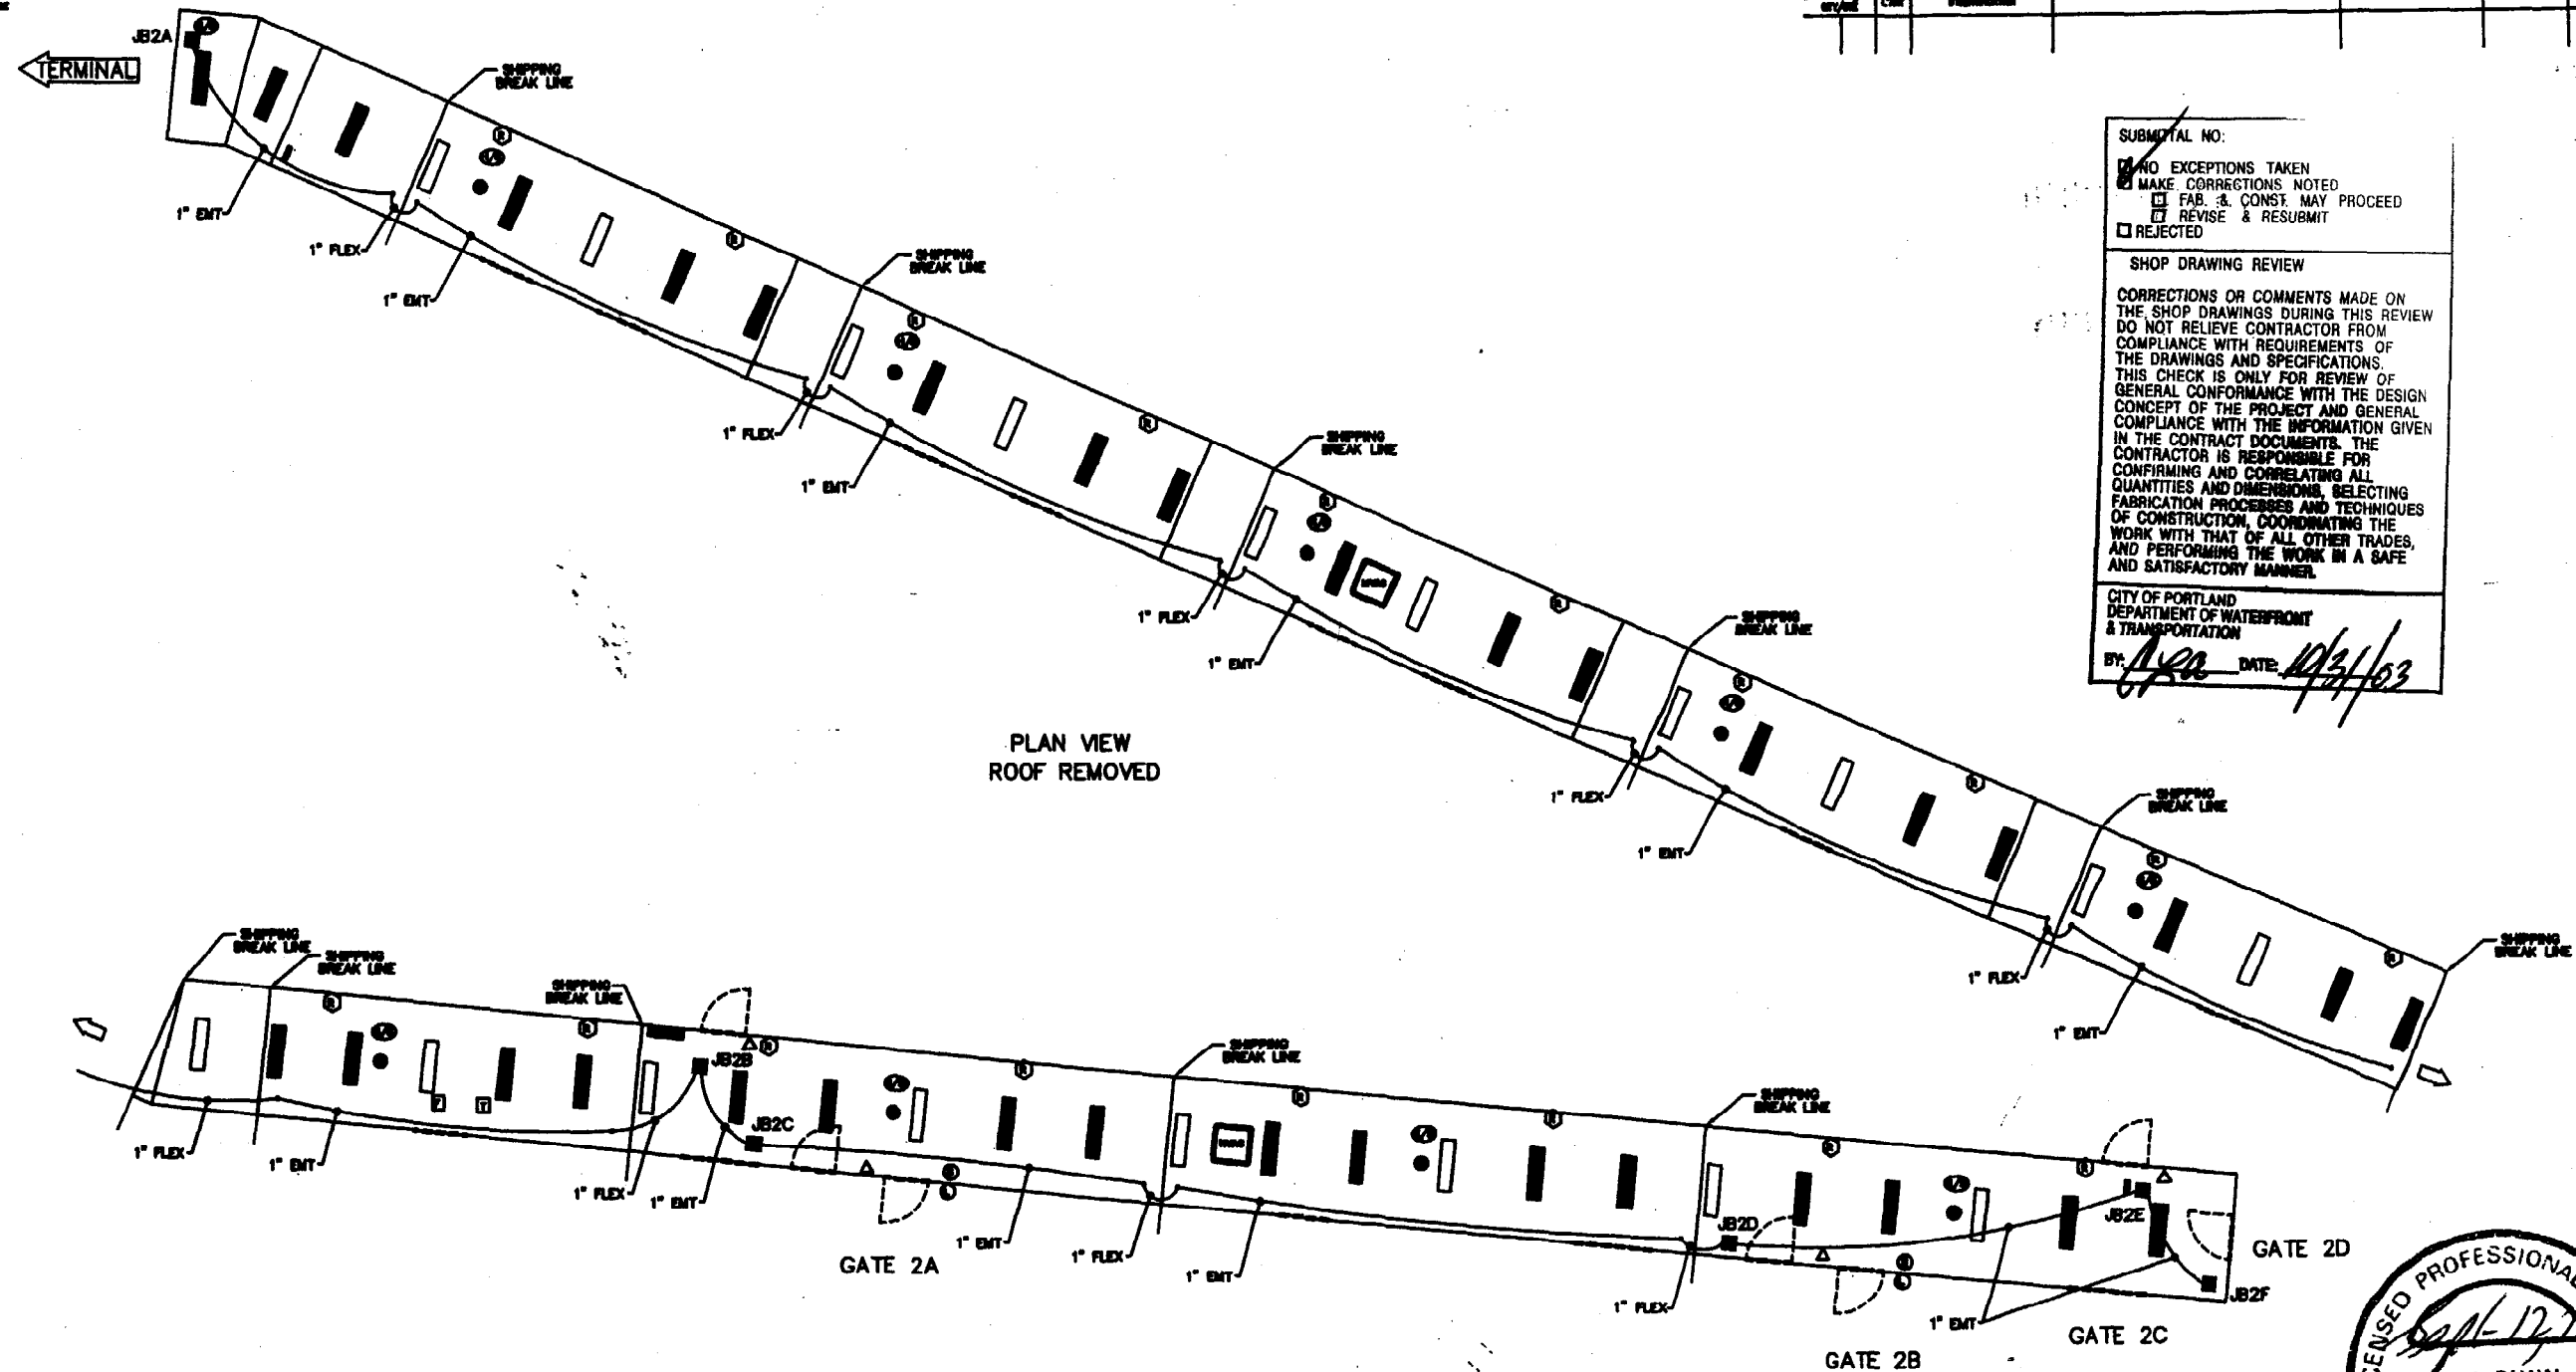 JB2A
TERMINAL
SHIPPING
BREAK LINE
1" EMT
1" FLEX
1" EMT
SHIPPING
BREAK LINE
1" FLEX
1" EMT
SHIPPING
BREAK LINE
1" FLEX
1" EMT
SHIPPING
BREAK LINE
1" FLEX
1" EMT
SHIPPING
BREAK LINE
1" FLEX
1" EMT
SHIPPING
BREAK LINE
PLAN VIEW
ROOF REMOVED
SUBMITTAL NO:
NO EXCEPTIONS TAKEN
MAKE CORRECTIONS NOTED
FAB. & CONST. MAY PROCEED
REVISE & RESUBMIT
REJECTED
SHOP DRAWING REVIEW
CORRECTIONS OR COMMENTS MADE ON
THE SHOP DRAWINGS DURING THIS REVIEW
DO NOT RELIEVE CONTRACTOR FROM
COMPLIANCE WITH REQUIREMENTS OF
THE DRAWINGS AND SPECIFICATIONS.
THIS CHECK IS ONLY FOR REVIEW OF
GENERAL CONFORMANCE WITH THE DESIGN
CONCEPT OF THE PROJECT AND GENERAL
COMPLIANCE WITH THE INFORMATION GIVEN
IN THE CONTRACT DOCUMENTS. THE
CONTRACTOR IS RESPONSIBLE FOR
CONFIRMING AND CORRELATING ALL
QUANTITIES AND DIMENSIONS, SELECTING
FABRICATION PROCESSES AND TECHNIQUES
OF CONSTRUCTION, COORDINATING THE
WORK WITH THAT OF ALL OTHER TRADES,
AND PERFORMING THE WORK IN A SAFE
AND SATISFACTORY MANNER.
CITY OF PORTLAND
DEPARTMENT OF WATERFRONT
& TRANSPORTATION
BY: DATE: 10/31/03
SHIPPING
BREAK LINE
SHIPPING
BREAK LINE
SHIPPING
BREAK LINE
SHIPPING
BREAK LINE
SHIPPING
BREAK LINE
JB2B
JB2C
JB2D
JB2E
JB2F
1" FLEX
1" EMT
1" FLEX
1" EMT
1" EMT
1" FLEX
1" EMT
1" FLEX
1" EMT
GATE 2A
GATE 2B
GATE 2C
GATE 2D
PROFESSIONAL